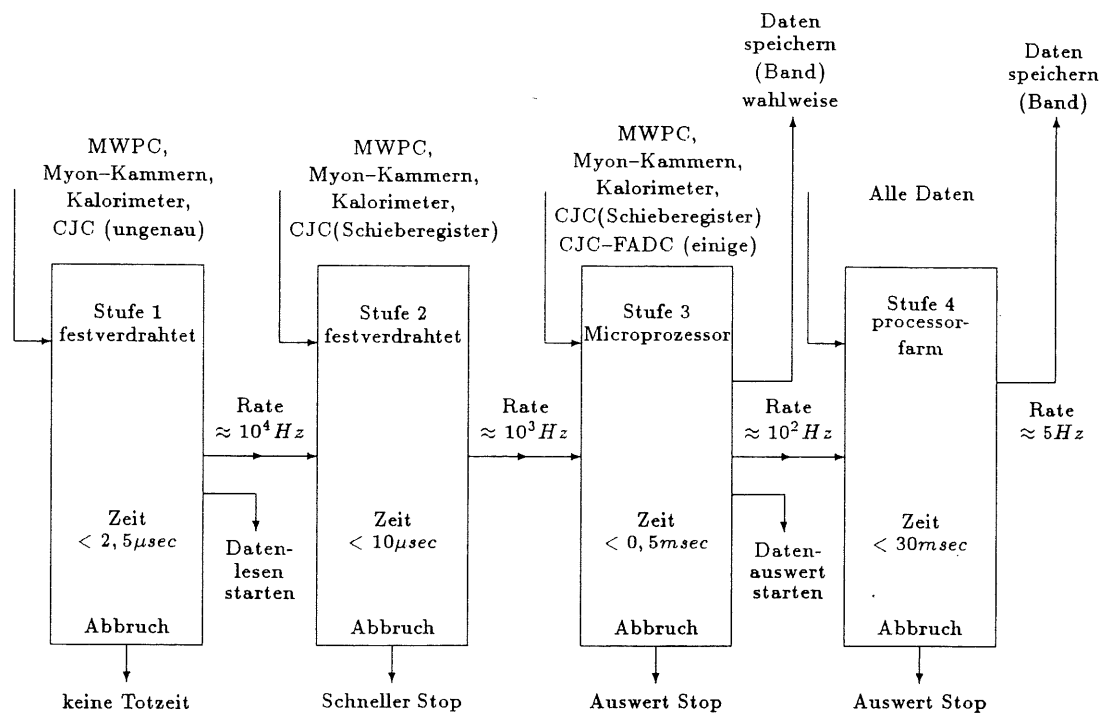 Daten
speichern
(Band)
wahlweise
Daten
speichern
(Band)
MWPC,
Myon–Kammern,
Kalorimeter,
CJC (ungenau)
MWPC,
Myon–Kammern,
Kalorimeter,
CJC(Schieberegister)
MWPC,
Myon–Kammern,
Kalorimeter,
CJC(Schieberegister)
CJC–FADC (einige)
Alle Daten
Stufe 1
festverdrahtet
Zeit
< 2, 5μsec
Abbruch
keine Totzeit
Rate
≈ 10⁴Hz
Daten-
lesen
starten
Stufe 2
festverdrahtet
Zeit
< 10μsec
Abbruch
Schneller Stop
Rate
≈ 10³Hz
Stufe 3
Microprozessor
Zeit
< 0, 5msec
Abbruch
Auswert Stop
Rate
≈ 10²Hz
Daten-
auswert
starten
Stufe 4
processor-
farm
Zeit
< 30msec
Abbruch
Auswert Stop
Rate
≈ 5Hz